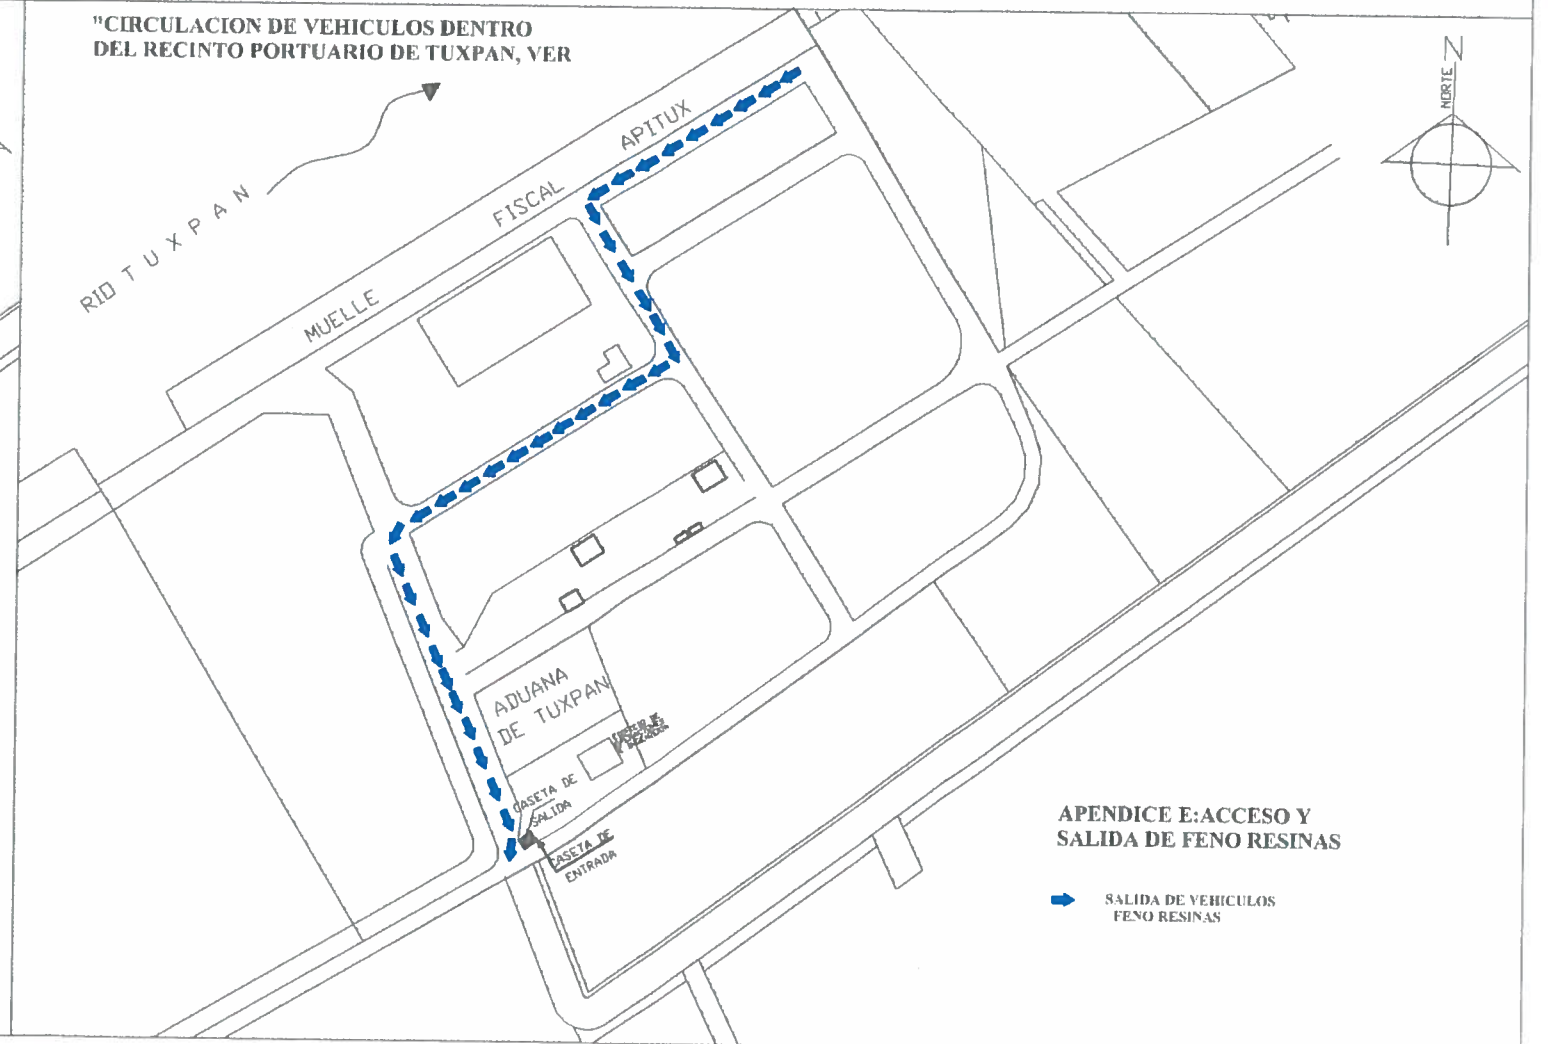 "CIRCULACION DE VEHICULOS DENTRO
DEL RECINTO PORTUARIO DE TUXPAN, VER
N
NORTE
RIO TUXPAN
MUELLE FISCAL APITUX
ADUANA
DE TUXPAN
CASETA DE
SALIDA
CASETA DE
ENTRADA
APENDICE E:ACCESO Y
SALIDA DE FENO RESINAS
SALIDA DE VEHICULOS
FENO RESINAS